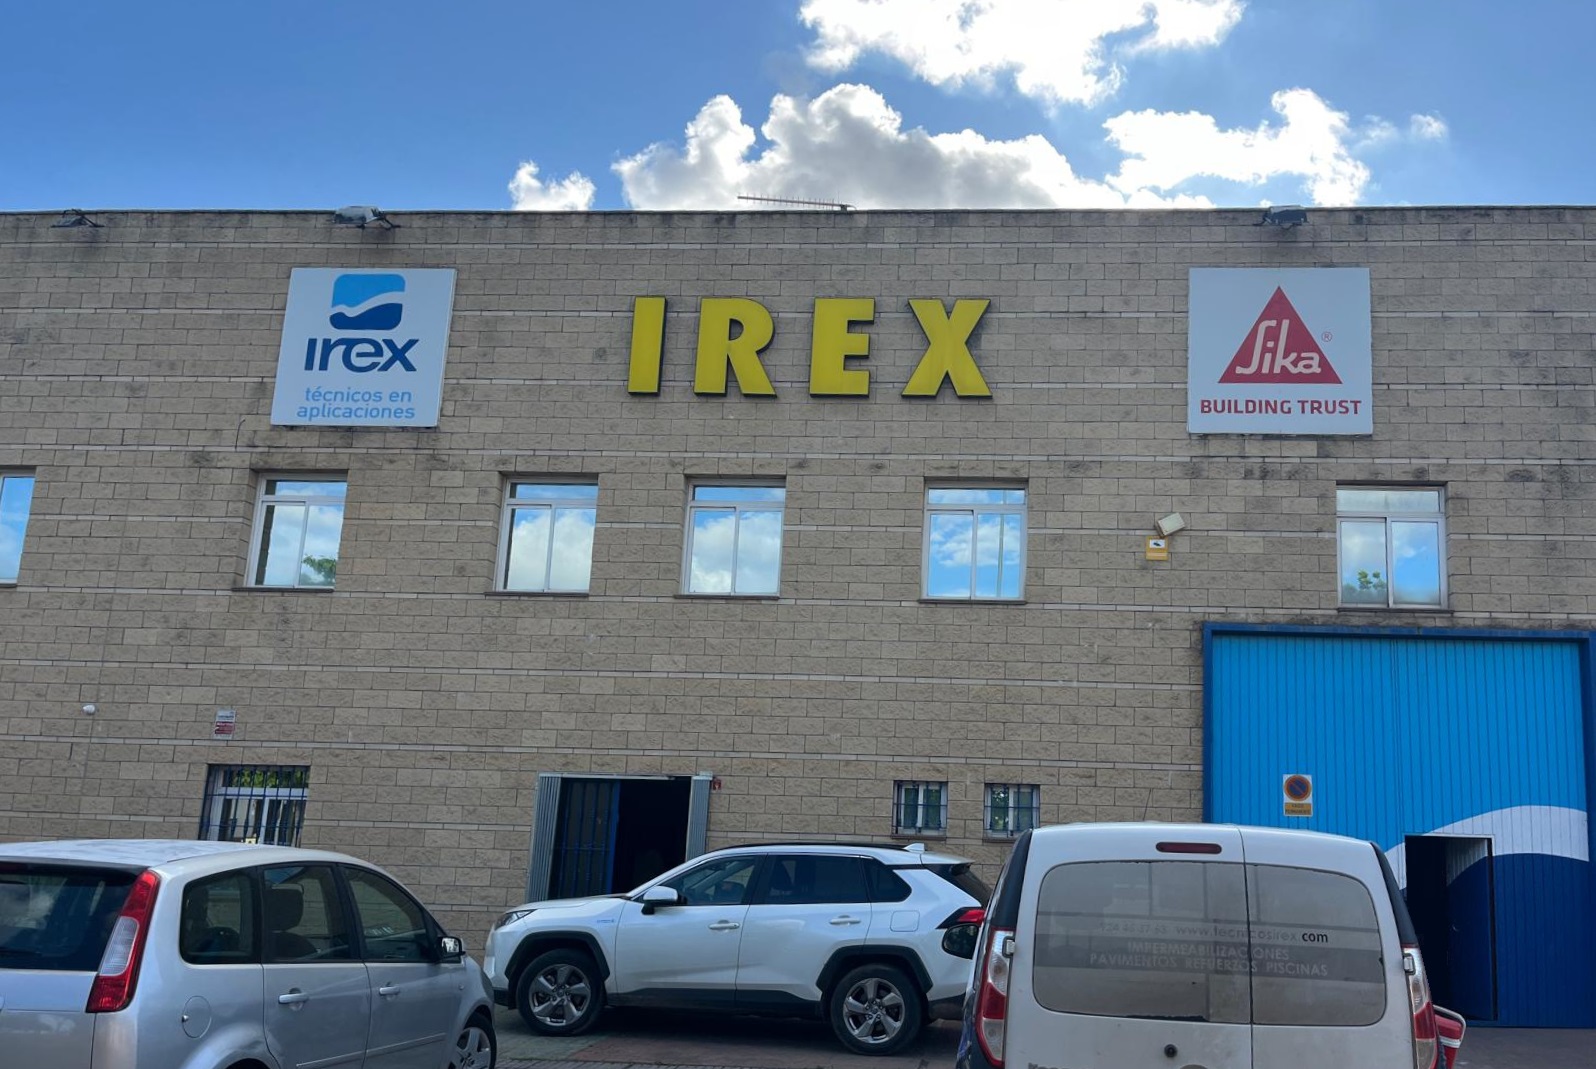 irex
técnicos en
aplicaciones
IREX
Sika®
BUILDING TRUST
www.tecnicosirex.com
IMPERMEABILIZACIONES
PAVIMENTOS REFUERZOS PISCINAS